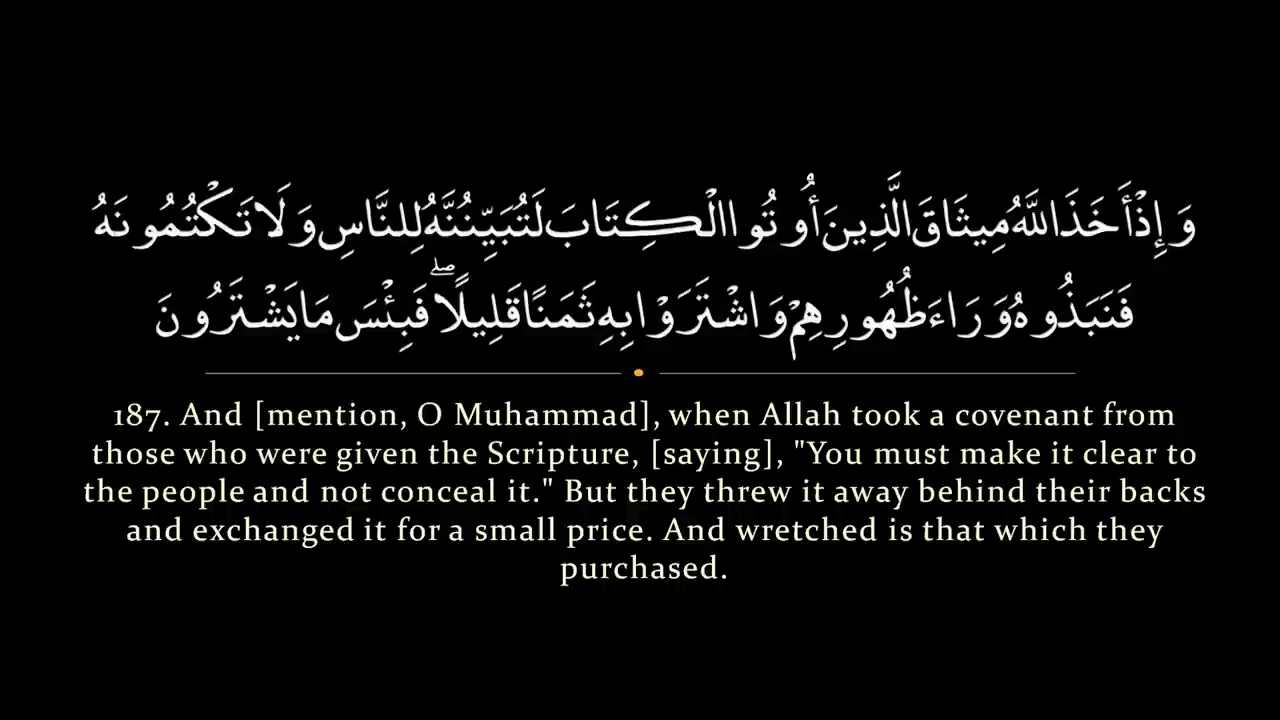 وَإِذْ أَخَذَ اللَّهُ مِيثَاقَ الَّذِينَ أُوتُوا الْكِتَابَ لَتُبَيِّنُنَّهُ لِلنَّاسِ وَلَا تَكْتُمُونَهُ
فَنَبَذُوهُ وَرَاءَ ظُهُورِهِمْ وَاشْتَرَوْا بِهِ ثَمَنًا قَلِيلًا ۖ فَبِئْسَ مَا يَشْتَرُونَ
187. And [mention, O Muhammad], when Allah took a covenant from
those who were given the Scripture, [saying], "You must make it clear to
the people and not conceal it." But they threw it away behind their backs
and exchanged it for a small price. And wretched is that which they
purchased.